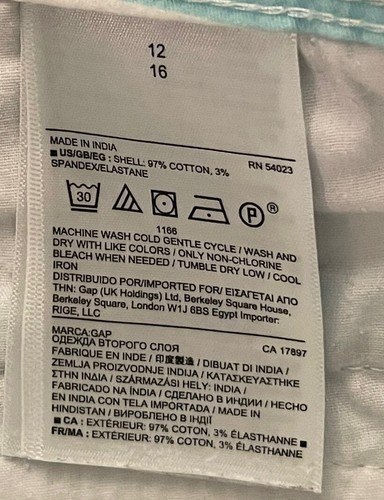 12
16
MADE IN INDIA RN 54023
■ US/GB/EG : SHELL: 97% COTTON, 3%
SPANDEX/ELASTANE
30 P ®
1166
MACHINE WASH COLD GENTLE CYCLE / WASH AND
DRY WITH LIKE COLORS / ONLY NON-CHLORINE
BLEACH WHEN NEEDED / TUMBLE DRY LOW / COOL
IRON
DISTRIBUIDO POR/IMPORTED FOR/ ΕΙΣΑΓΕΤΑΙ ΑΠΟ
ΤΗΝ: Gap (UK Holdings) Ltd, Berkeley Square House,
Berkeley Square, London W1J 6BS Egypt Importer:
RIGE, LLC
MARCA:GAP CA 17897
ОДЕЖДА ВТОРОГО СЛОЯ
FABRIQUE EN INDE / 印度製造 / DIBUAT DI INDIA /
ZEMLJA PROIZVODNJE INDIJA / ΚΑΤΑΣΚΕΥΑΣΤΗΚΕ
ΣΤΗΝ ΙΝΔΙΑ / SZÁRMAZÁSI HELY: INDIA /
FABRICADO NA ÍNDIA / СДЕЛАНО В ИНДИИ / HECHO
EN INDIA CON TELA IMPORTADA / MADE IN
HINDISTAN / ВИРОБЛЕНО В ІНДІЇ
■ CA : EXTÉRIEUR: 97% COTON, 3% ÉLASTHANNE ■
FR/MA : EXTÉRIEUR: 97% COTON, 3% ÉLASTHANNE